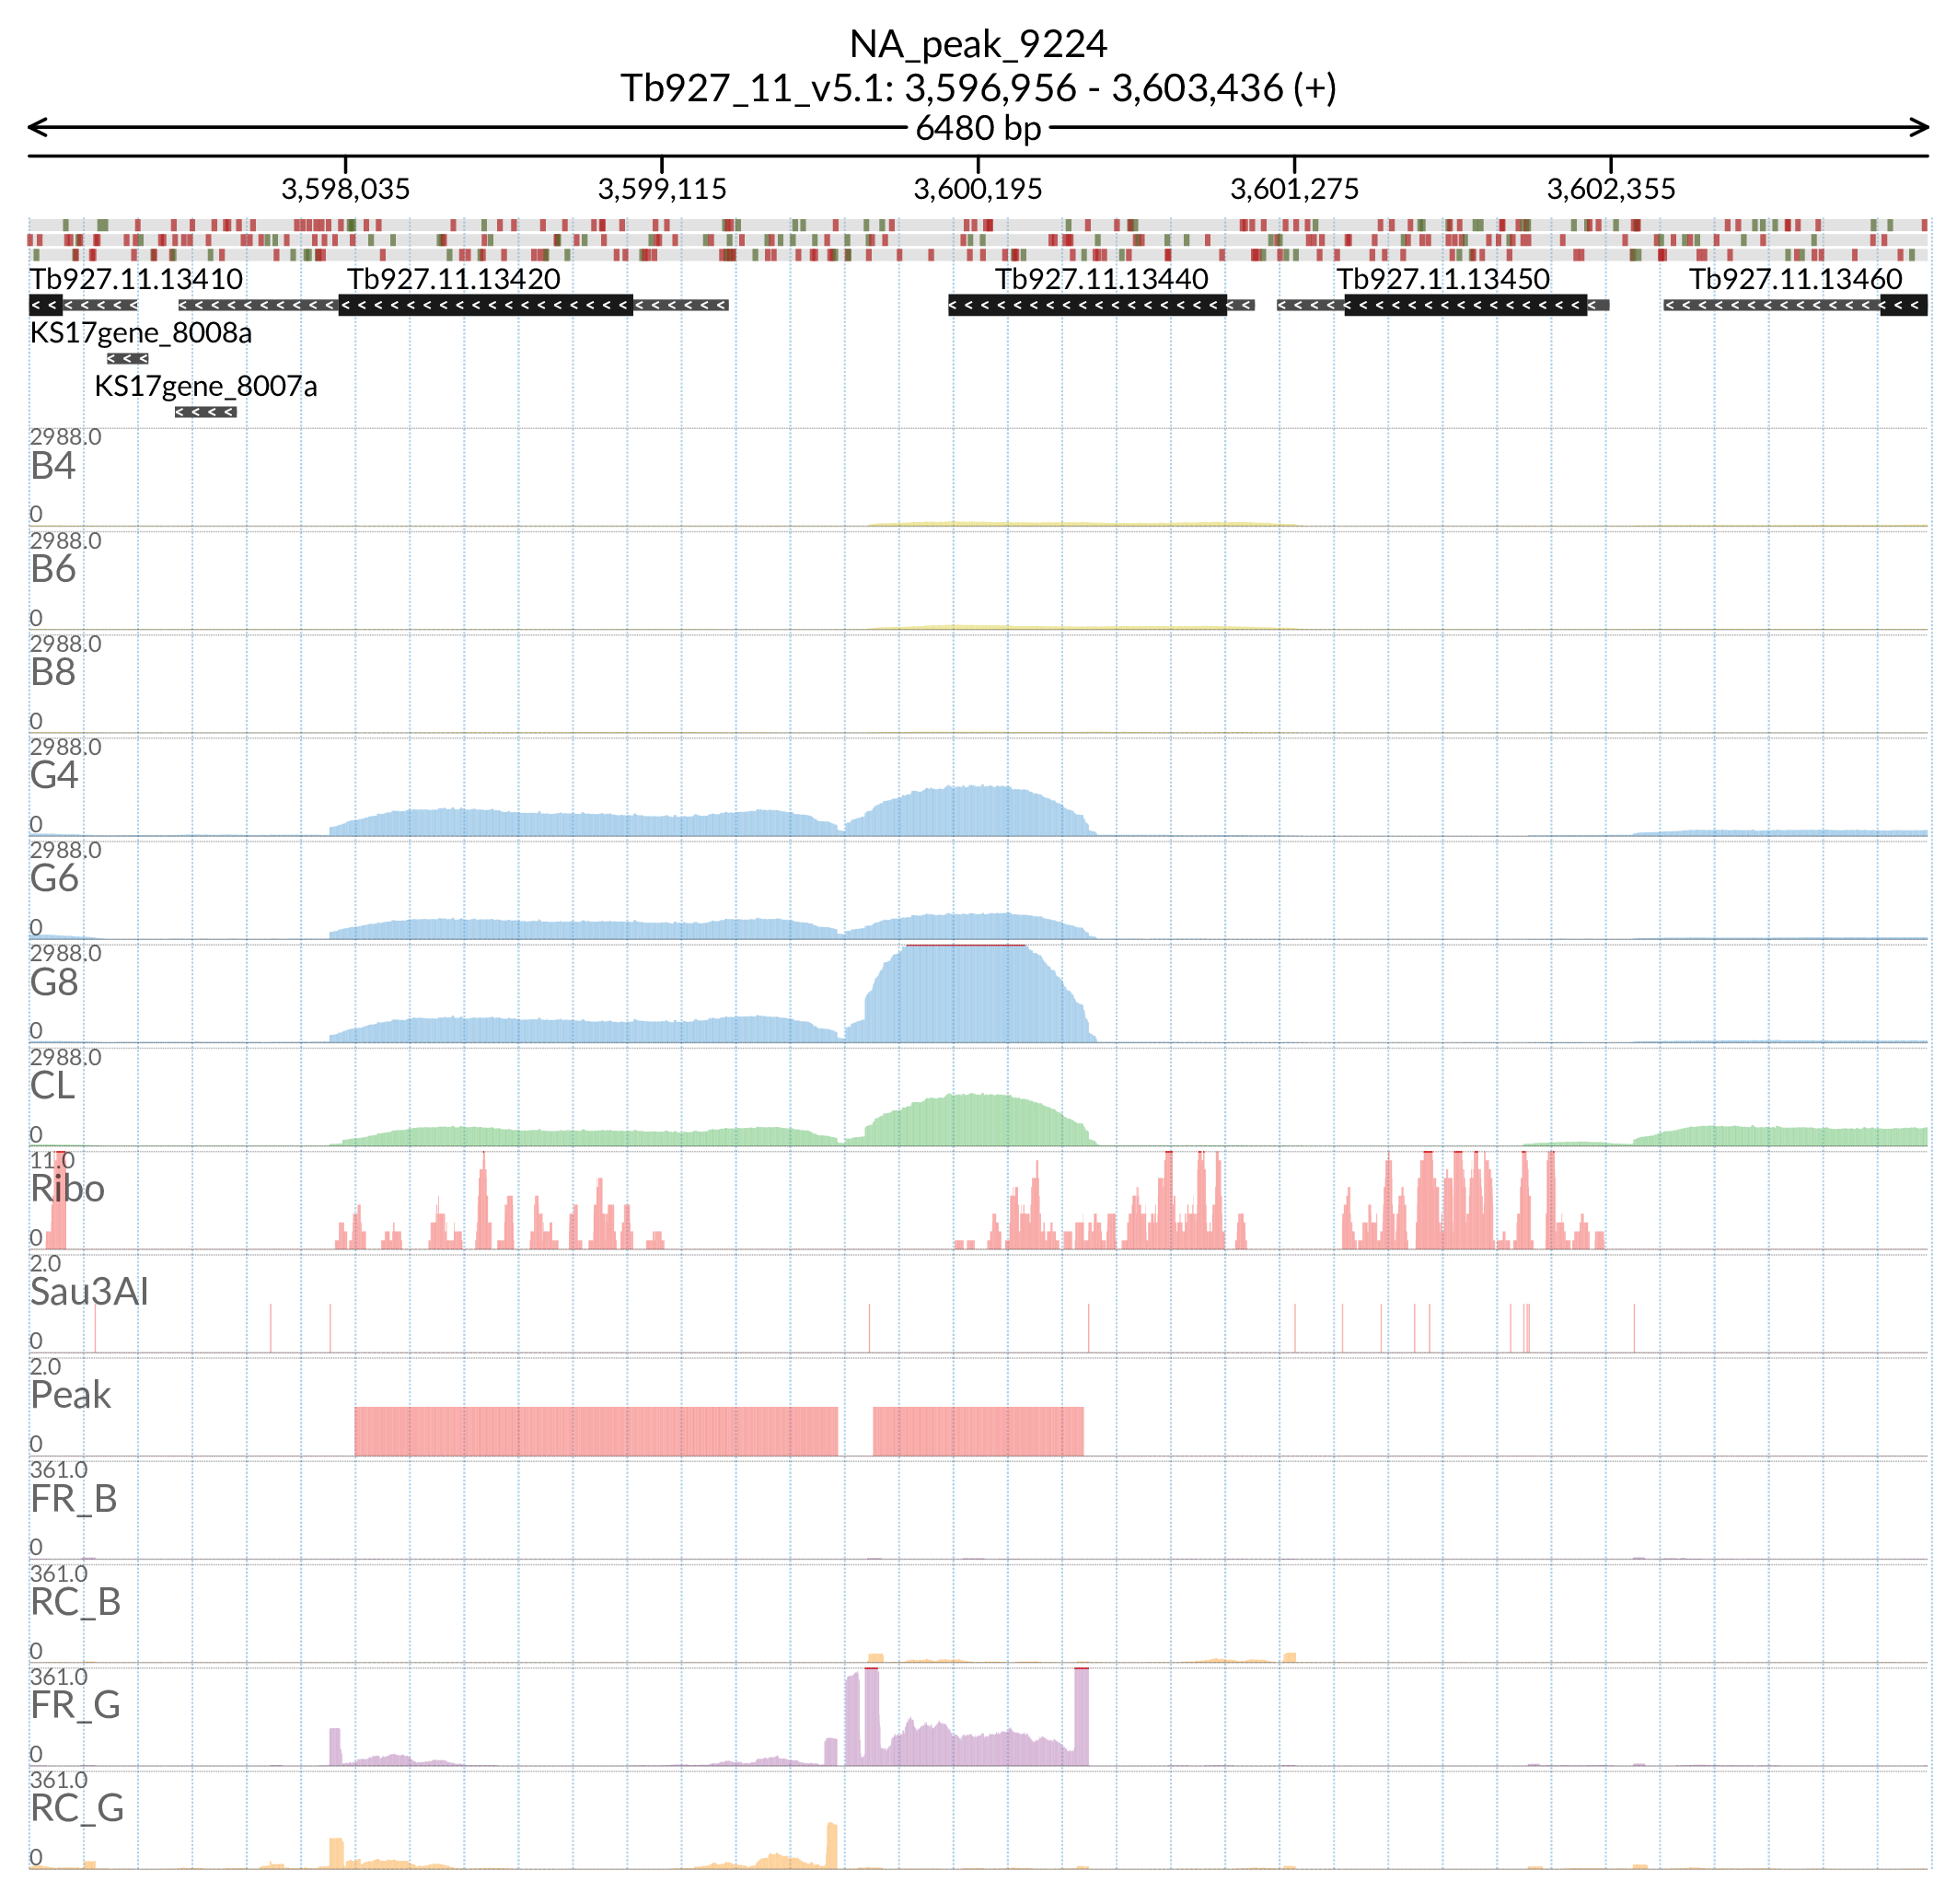 NA_peak_9224
Tb927_11_v5.1: 3,596,956 - 3,603,436 (+)
6480 bp
3,598,035 3,599,115 3,600,195 3,601,275 3,602,355
Tb927.11.13410 Tb927.11.13420 Tb927.11.13440 Tb927.11.13450 Tb927.11.13460
KS17gene_8008a
KS17gene_8007a
2988.0
B4
0
2988.0
B6
0
2988.0
B8
0
2988.0
G4
0
2988.0
G6
0
2988.0
G8
0
2988.0
CL
0
11.0
Ribo
0
2.0
Sau3AI
0
2.0
Peak
0
361.0
FR_B
0
361.0
RC_B
0
361.0
FR_G
0
361.0
RC_G
0